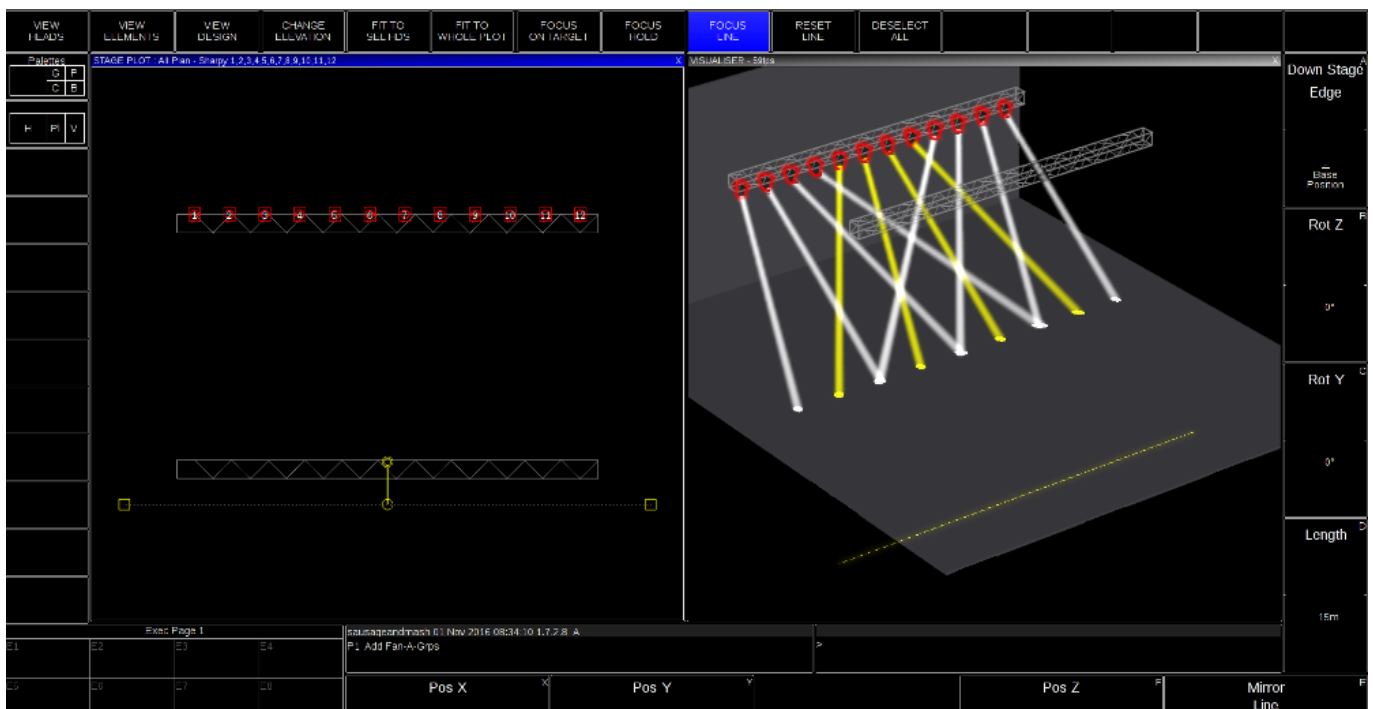 VIEW HEADS
VIEW ELEMENTS
VIEW DESIGN
CHANGE ELEVATION
FIT TO SEL HDS
FIT TO WHOLE PLOT
FOCUS ON TARGET
FOCUS HOLD
FOCUS LINE
RESET LINE
DESELECT ALL
Palettes
G F
C B
H Pl V
STAGE PLOT : All Plan - Sharpy 1,2,3,4,5,6,7,8,9,10,11,12 X
1 2 3 4 5 6 7 8 9 10 11 12
VISUALISER - 59fps X
A
Down Stage
Edge
Base
Position
B
Rot Z
0°
C
Rot Y
0°
D
Length
15m
Exec Page 1
E1 E2 E3 E4
E5 E6 E7 E8
sausageandmash 01 Nov 2016 08:34:10 1.7.2.8 A
P1 Add Fan-A-Grps
>
Pos X X
Pos Y Y
Pos Z
Mirror
Line
F